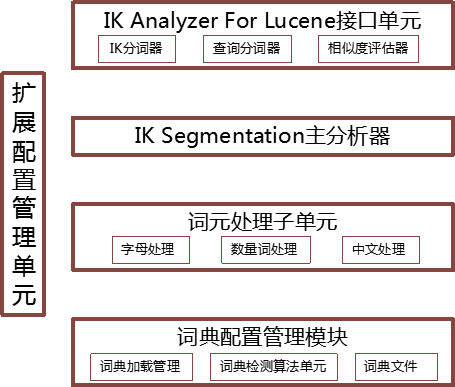 IK Analyzer For Lucene接口单元
IK分词器
查询分词器
相似度评估器
扩展配置管理单元
IK Segmentation主分析器
词元处理子单元
字母处理
数量词处理
中文处理
词典配置管理模块
词典加载管理
词典检测算法单元
词典文件